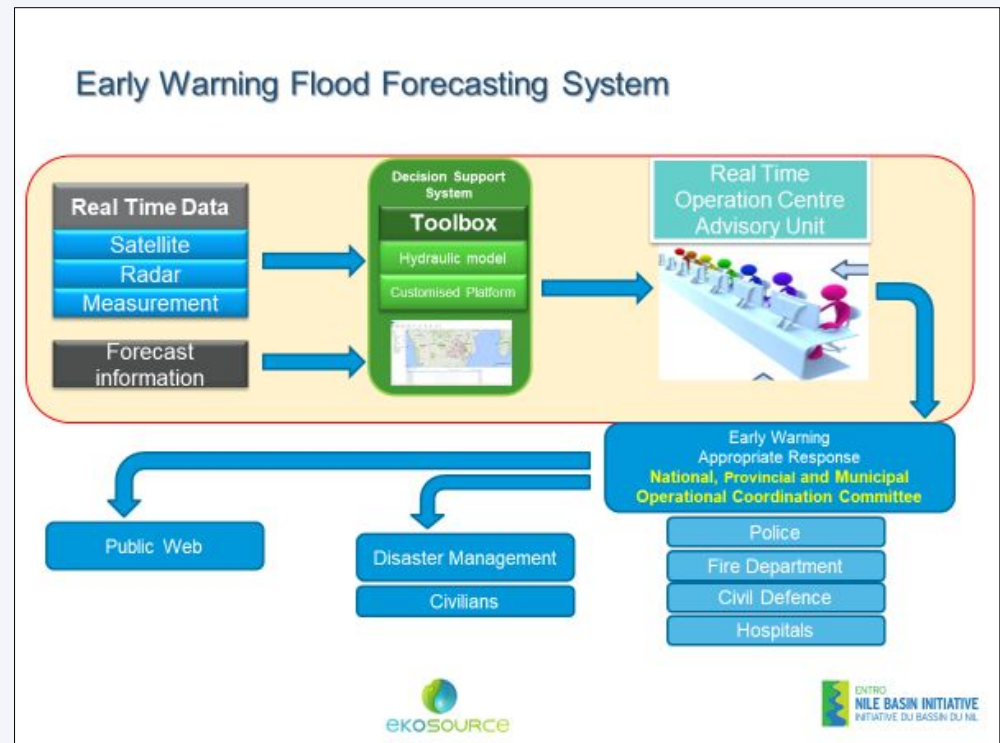 Early Warning Flood Forecasting System
Real Time Data
Satellite
Radar
Measurement
Forecast
information
Decision Support
System
Toolbox
Hydraulic model
Customised Platform
Real Time
Operation Centre
Advisory Unit
Early Warning
Appropriate Response
National, Provincial and Municipal
Operational Coordination Committee
Public Web
Disaster Management
Civilians
Police
Fire Department
Civil Defence
Hospitals
eKOSOURCe
ENTRO
NILE BASIN INITIATIVE
INITIATIVE DU BASSIN DU NIL